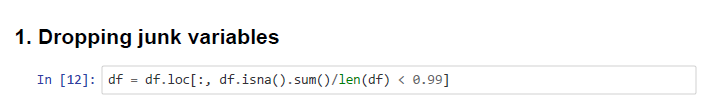 1. Dropping junk variables
In [12]: df = df.loc[:, df.isna().sum()/len(df) < 0.99]